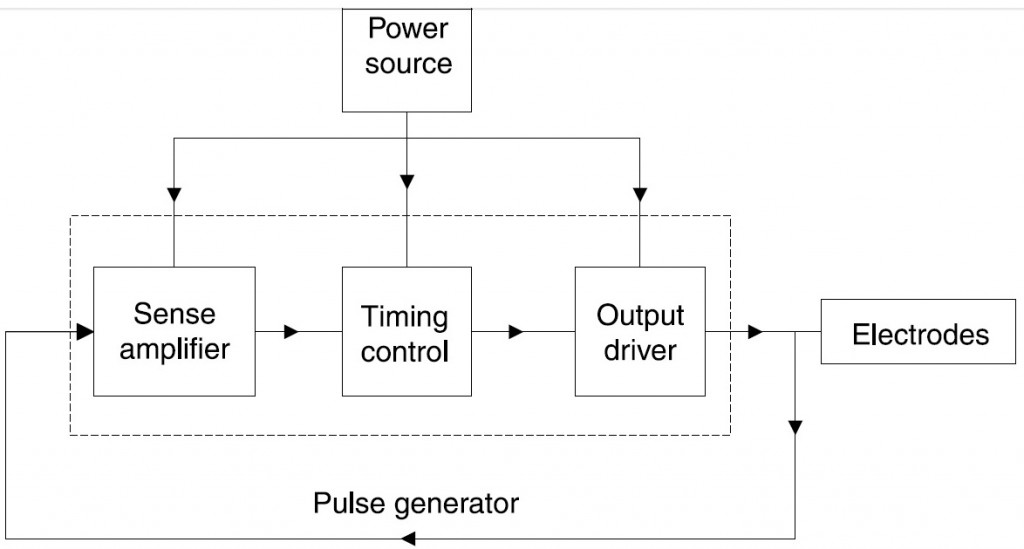 Power
source
Sense
amplifier
Timing
control
Output
driver
Electrodes
Pulse generator